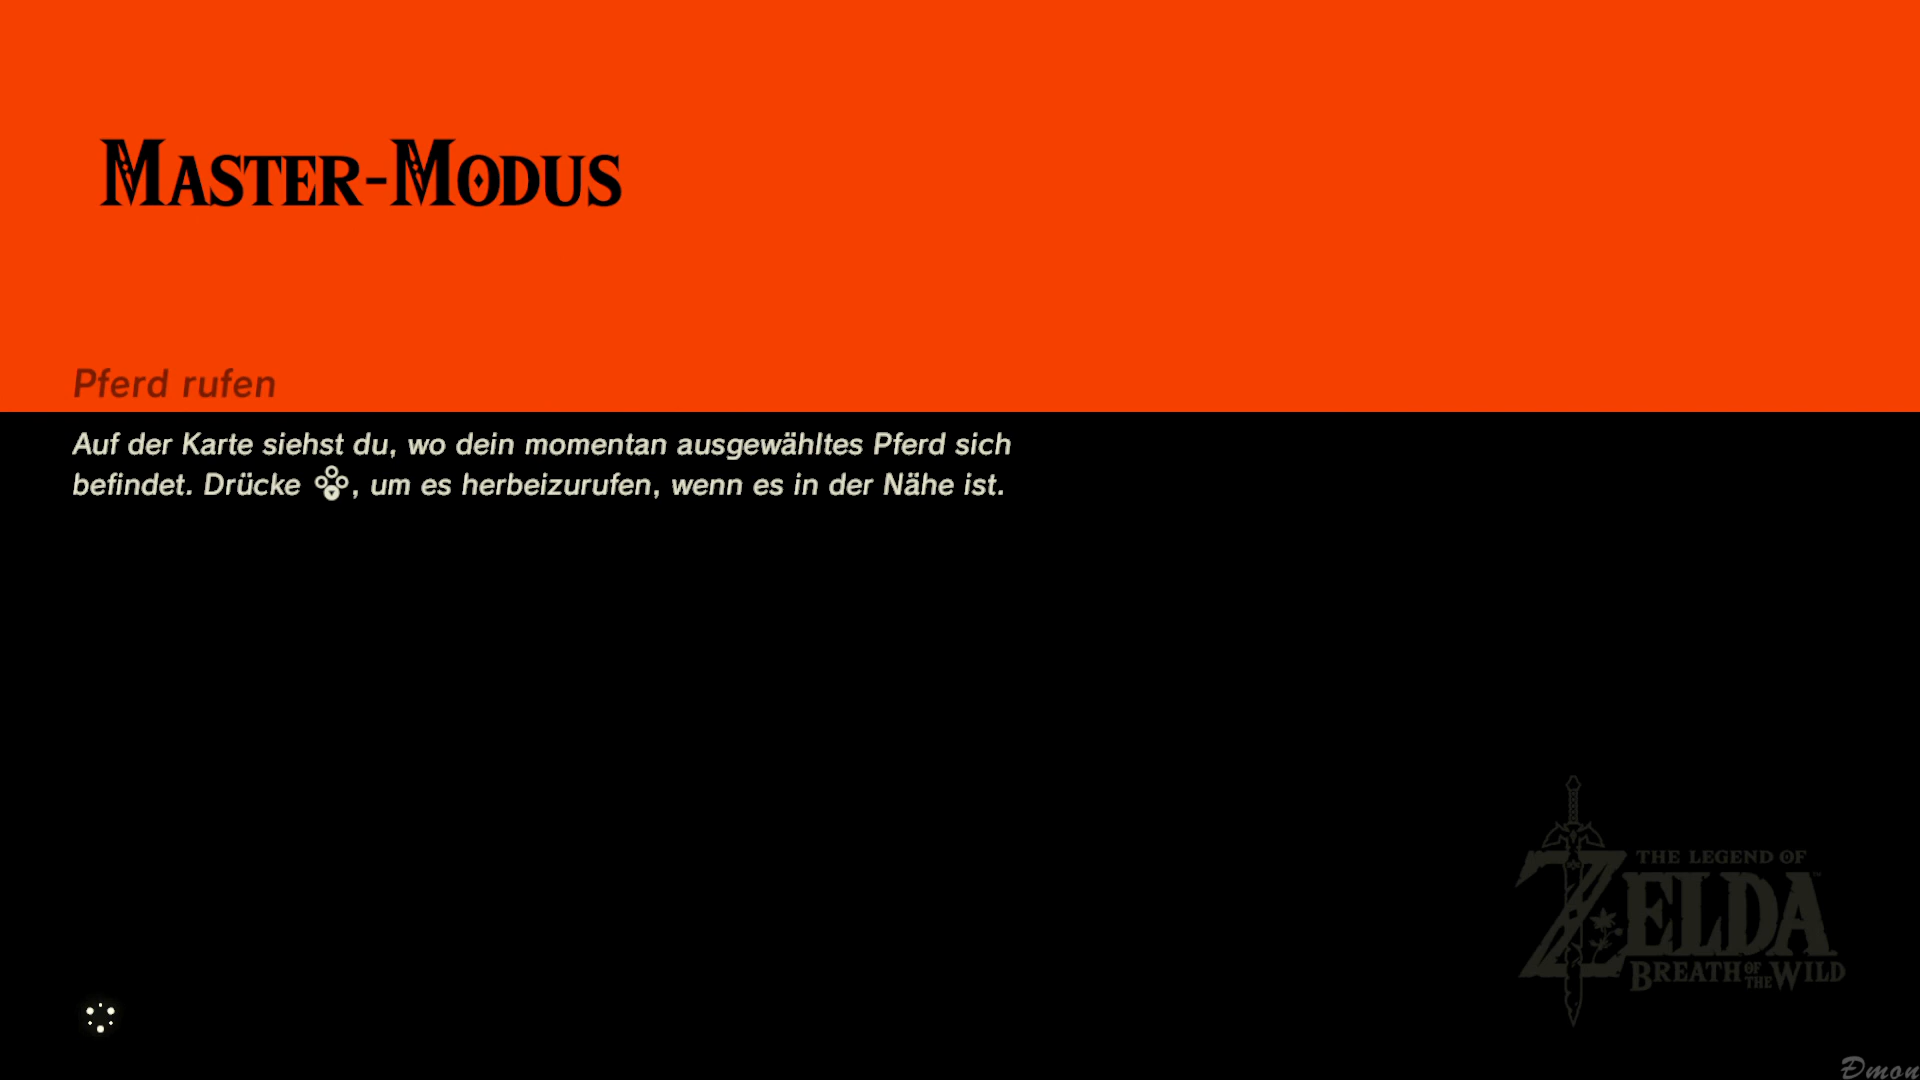 Master-Modus
Pferd rufen
Auf der Karte siehst du, wo dein momentan ausgewähltes Pferd sich
befindet. Drücke , um es herbeizurufen, wenn es in der Nähe ist.
THE LEGEND OF
ZELDA
BREATH OF THE WILD
Đmon